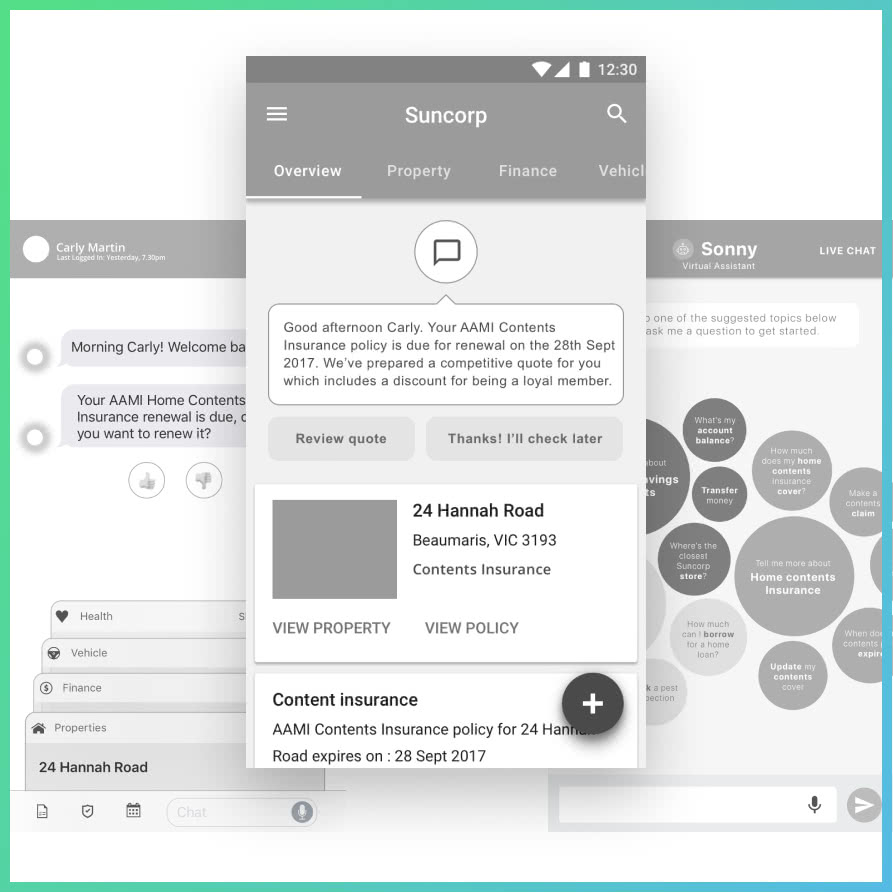 12:30
Suncorp
Overview
Property
Finance
Good afternoon Carly. Your AAMI Contents
Insurance policy is due for renewal on the 28th Sept
2017. We've prepared a competitive quote for you
which includes a discount for being a loyal member.
Review quote
Thanks! I'll check later
24 Hannah Road
Beaumaris, VIC 3193
Contents Insurance
VIEW PROPERTY
VIEW POLICY
Content insurance
AAMI Contents Insurance policy for 24
Road expires on : 28 Sept 2017
Carly Martin
Last Logged In: Yesterday, 7.30pm
Morning Carly! Welcome
Your AAMI Home Contents
Insurance renewal is due,
you want to renew it?
Health
Vehicle
Finance
Properties
24 Hannah Road
Chat
Sonny
Virtual Assistant
LIVE CHAT
one of the suggested topics below
ask me a question to get started.
What's my
account
balance?
about
Transfer
money
How much
does my home
contents
insurance
cover?
Make a
contents
claim
Where's the
closest
Suncorp
store?
Tell me more about
Home contents
Insurance
How much
can I borrow
for a home
loan?
When
contents
Update my
contents
cover
a pest